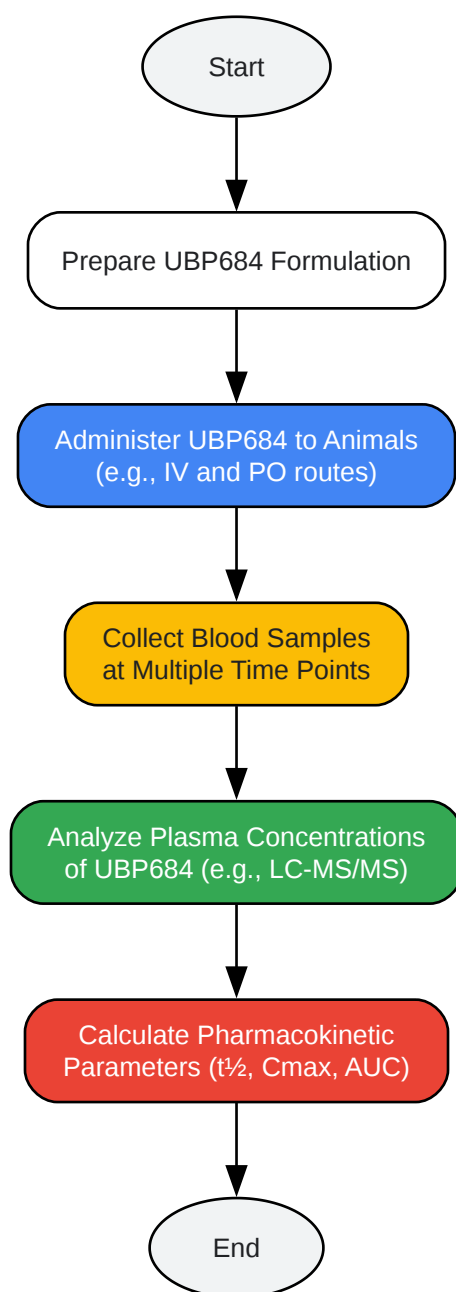 Start
Prepare UBP684 Formulation
Administer UBP684 to Animals
(e.g., IV and PO routes)
Collect Blood Samples
at Multiple Time Points
Analyze Plasma Concentrations
of UBP684 (e.g., LC-MS/MS)
Calculate Pharmacokinetic
Parameters (t½, Cmax, AUC)
End